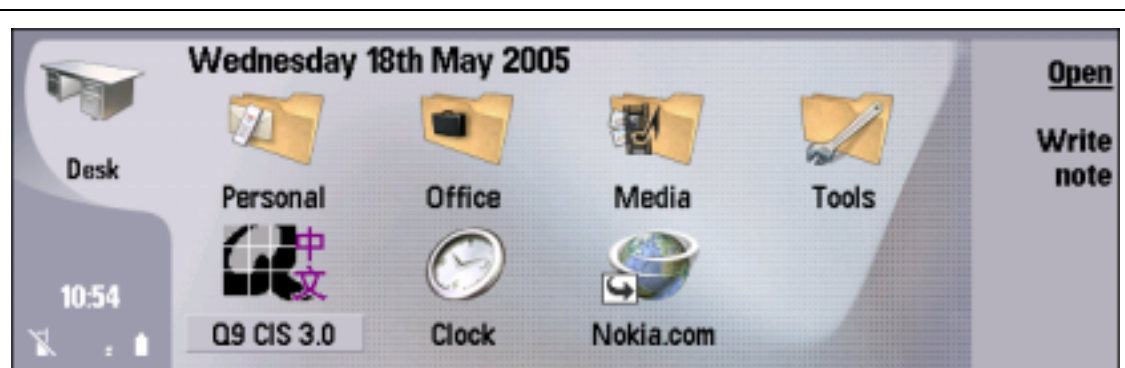 Wednesday 18th May 2005
Open
Write
note
Desk
Personal Office Media Tools
中
文
10:54
Q9 CIS 3.0 Clock Nokia.com